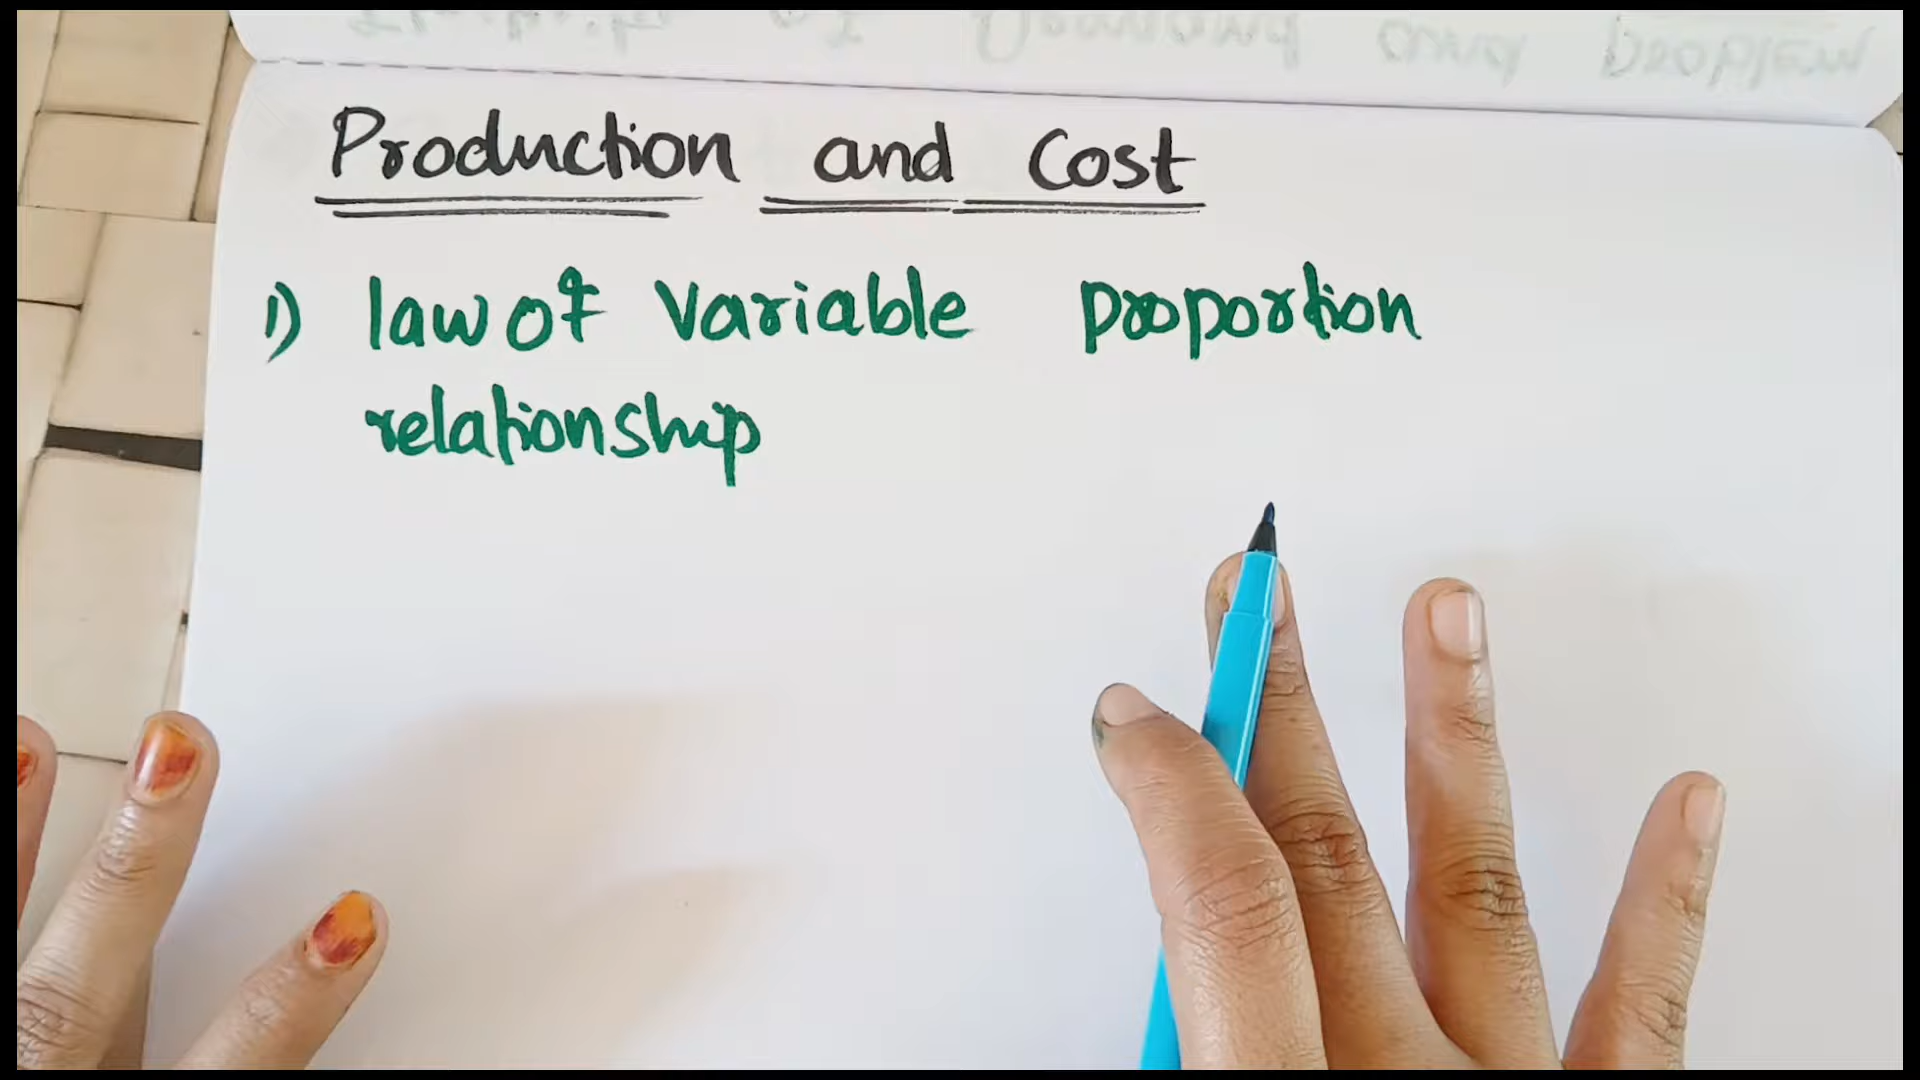 Production and Cost
1) law of Variable proportion
relationship